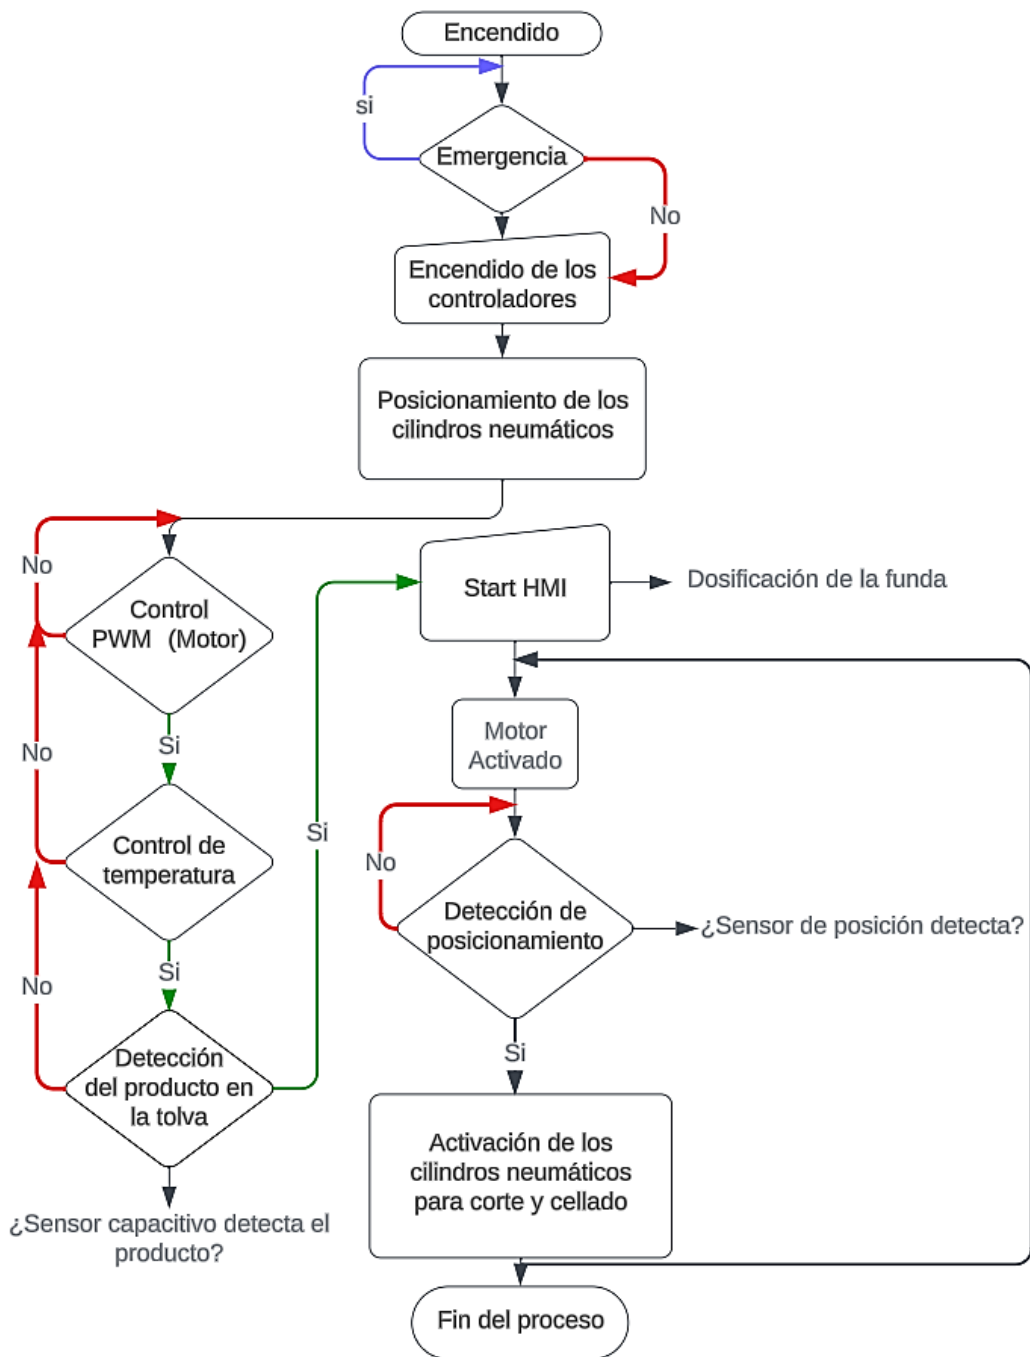 Encendido
si
Emergencia
No
Encendido de los
controladores
Posicionamiento de los
cilindros neumáticos
No
Control
PWM (Motor)
Si
No
Control de
temperatura
Si
No
Detección
del producto en
la tolva
¿Sensor capacitivo detecta el
producto?
Si
Start HMI
Dosificación de la funda
Motor
Activado
No
Detección de
posicionamiento
¿Sensor de posición detecta?
Si
Activación de los
cilindros neumáticos
para corte y cellado
Fin del proceso